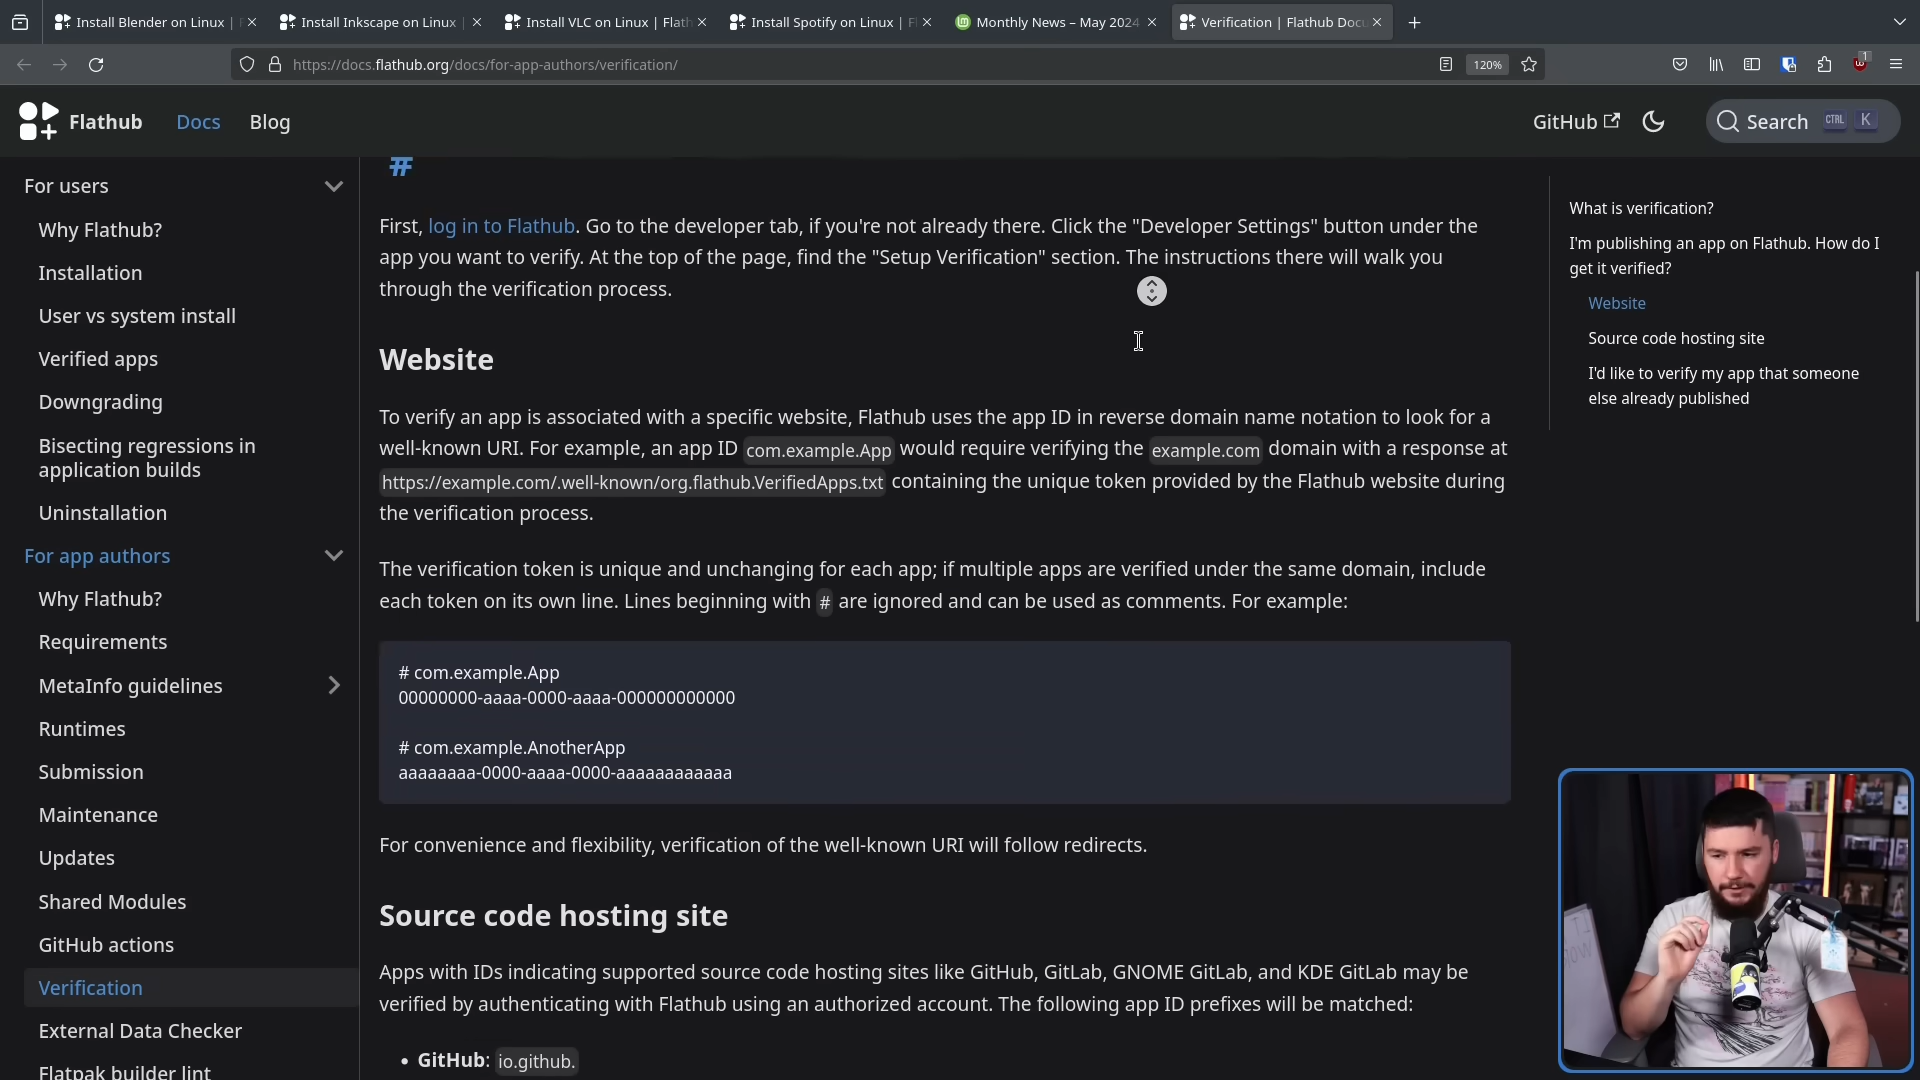 Install Blender on Linux |
Install Inkscape on Linux |
Install VLC on Linux | Flath
Install Spotify on Linux | F
Monthly News – May 2024
Verification | Flathub Docu
https://docs.flathub.org/docs/for-app-authors/verification/
120%
1
Flathub
Docs
Blog
GitHub
Search
CTRL
K
For users
Why Flathub?
Installation
User vs system install
Verified apps
Downgrading
Bisecting regressions in
application builds
Uninstallation
For app authors
Why Flathub?
Requirements
MetaInfo guidelines
Runtimes
Submission
Maintenance
Updates
Shared Modules
GitHub actions
Verification
External Data Checker
Flatpak builder lint
#
First, log in to Flathub. Go to the developer tab, if you're not already there. Click the "Developer Settings" button under the
app you want to verify. At the top of the page, find the "Setup Verification" section. The instructions there will walk you
through the verification process.
Website
To verify an app is associated with a specific website, Flathub uses the app ID in reverse domain name notation to look for a
well-known URI. For example, an app ID com.example.App would require verifying the example.com domain with a response at
https://example.com/.well-known/org.flathub.VerifiedApps.txt containing the unique token provided by the Flathub website during
the verification process.
The verification token is unique and unchanging for each app; if multiple apps are verified under the same domain, include
each token on its own line. Lines beginning with # are ignored and can be used as comments. For example:
# com.example.App
00000000-aaaa-0000-aaaa-000000000000
# com.example.AnotherApp
aaaaaaaa-0000-aaaa-0000-aaaaaaaaaaaa
For convenience and flexibility, verification of the well-known URI will follow redirects.
Source code hosting site
Apps with IDs indicating supported source code hosting sites like GitHub, GitLab, GNOME GitLab, and KDE GitLab may be
verified by authenticating with Flathub using an authorized account. The following app ID prefixes will be matched:
• GitHub: io.github.
What is verification?
I'm publishing an app on Flathub. How do I
get it verified?
Website
Source code hosting site
I'd like to verify my app that someone
else already published